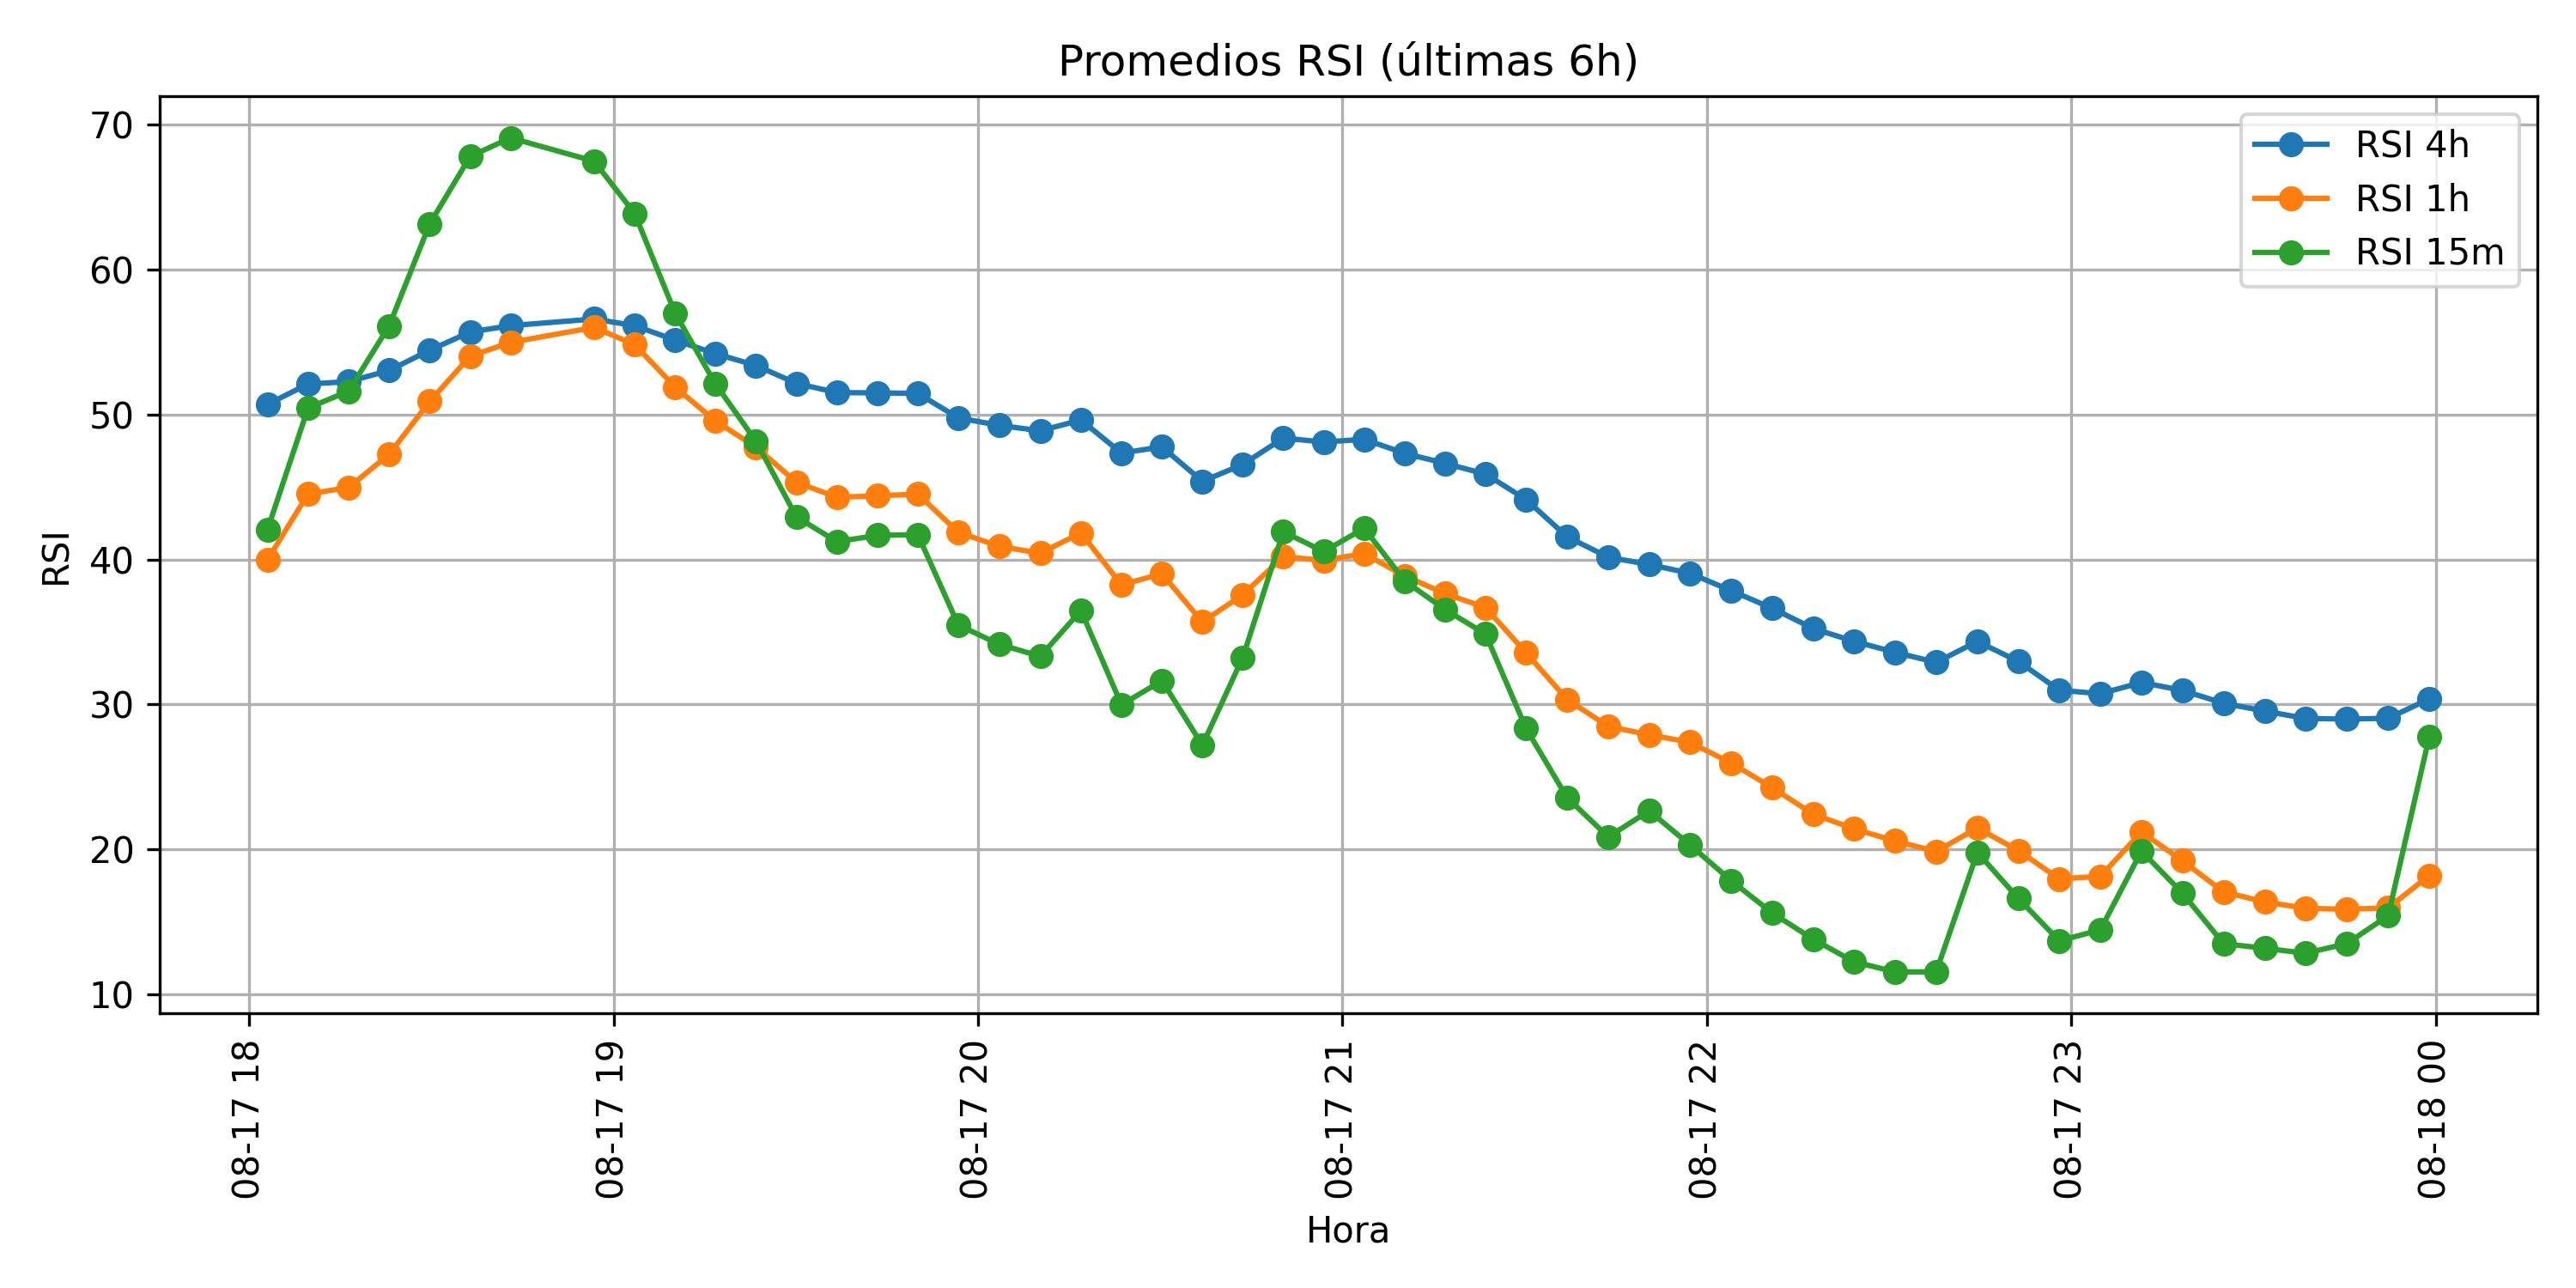 Promedios RSI (últimas 6h)
70
60
50
40
30
20
10
RSI
RSI 4h
RSI 1h
RSI 15m
08-17 18
08-17 19
08-17 20
08-17 21
08-17 22
08-17 23
08-18 00
Hora